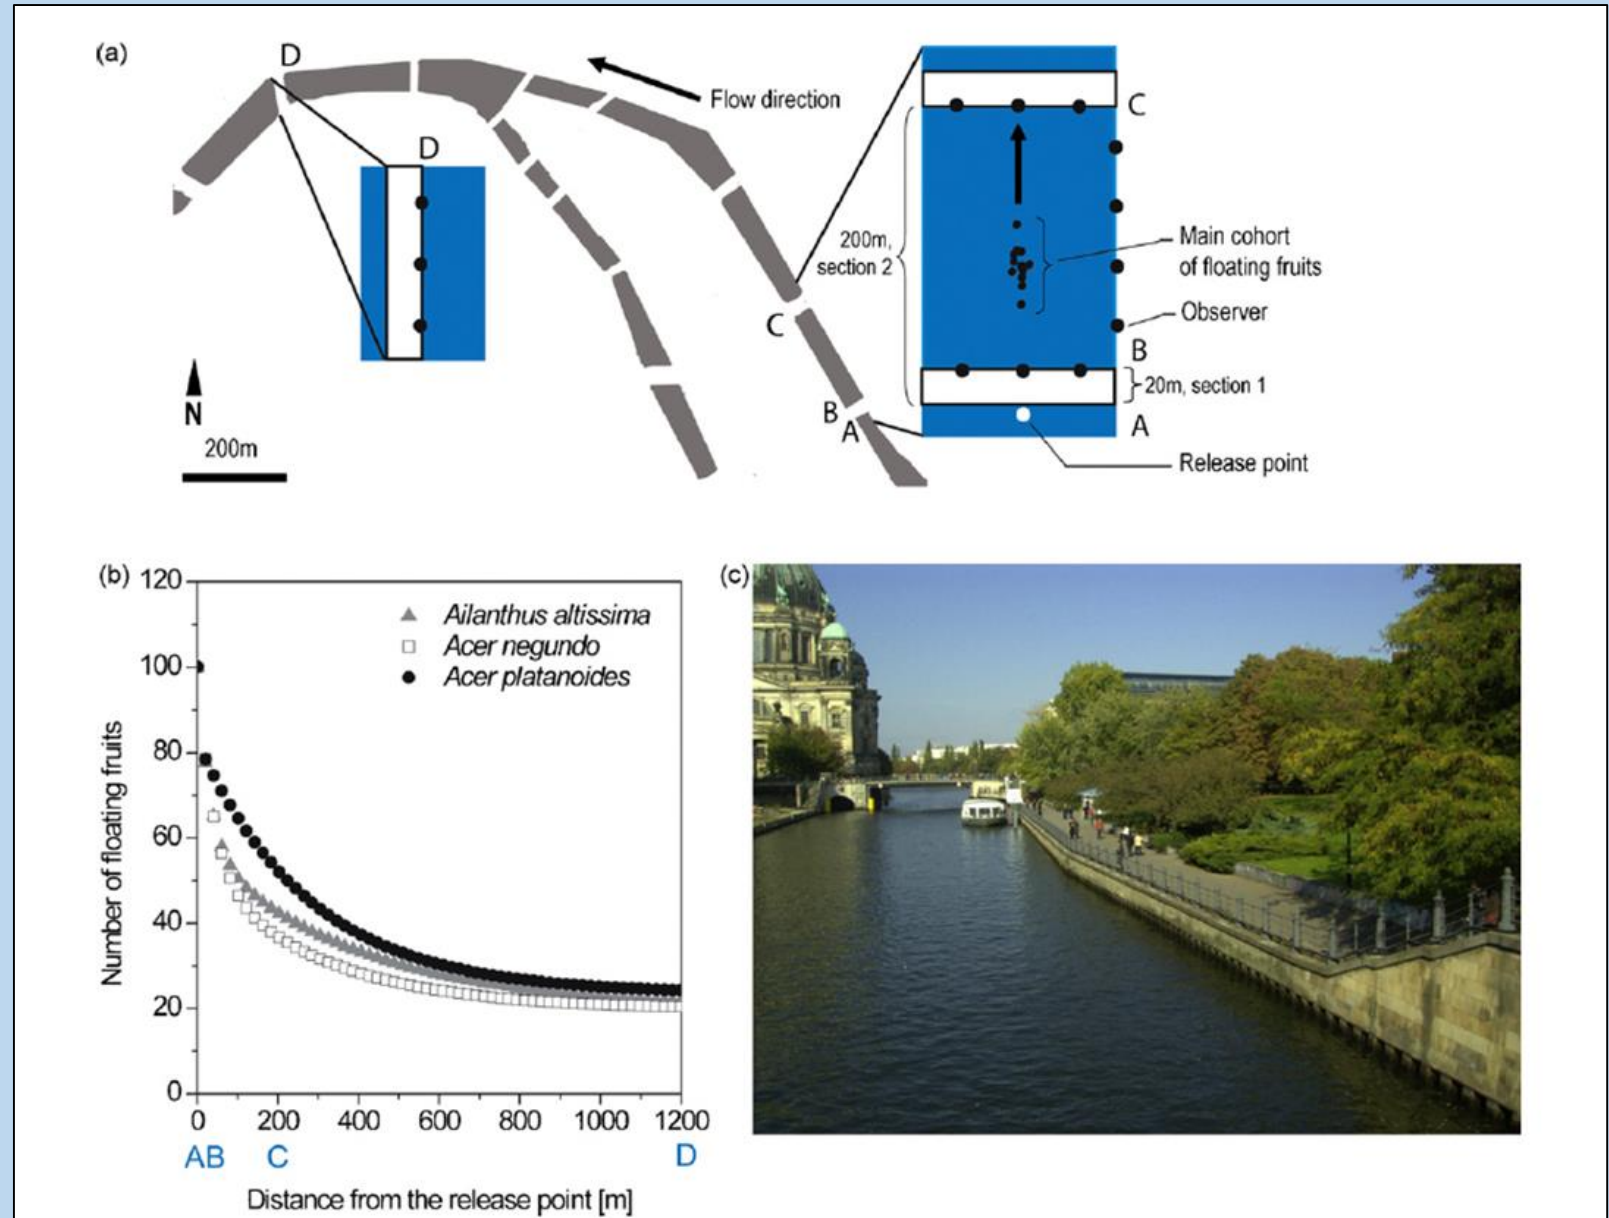 (a)
D
Flow direction
D
C
200m,
section 2
Main cohort
of floating fruits
Observer
C
B
B
A
20m, section 1
A
N
200m
Release point
(b)
120
100
80
60
40
20
0
Ailanthus altissima
Acer negundo
Acer platanoides
Number of floating fruits
0 200 400 600 800 1000 1200
AB C D
Distance from the release point [m]
(c)